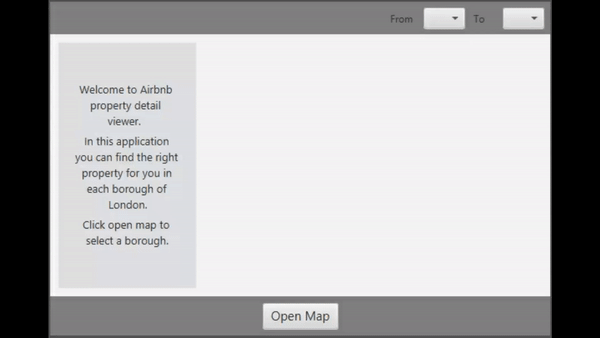 From To
Welcome to Airbnb
property detail
viewer.
In this application
you can find the right
property for you in
each borough of
London.
Click open map to
select a borough.
Open Map